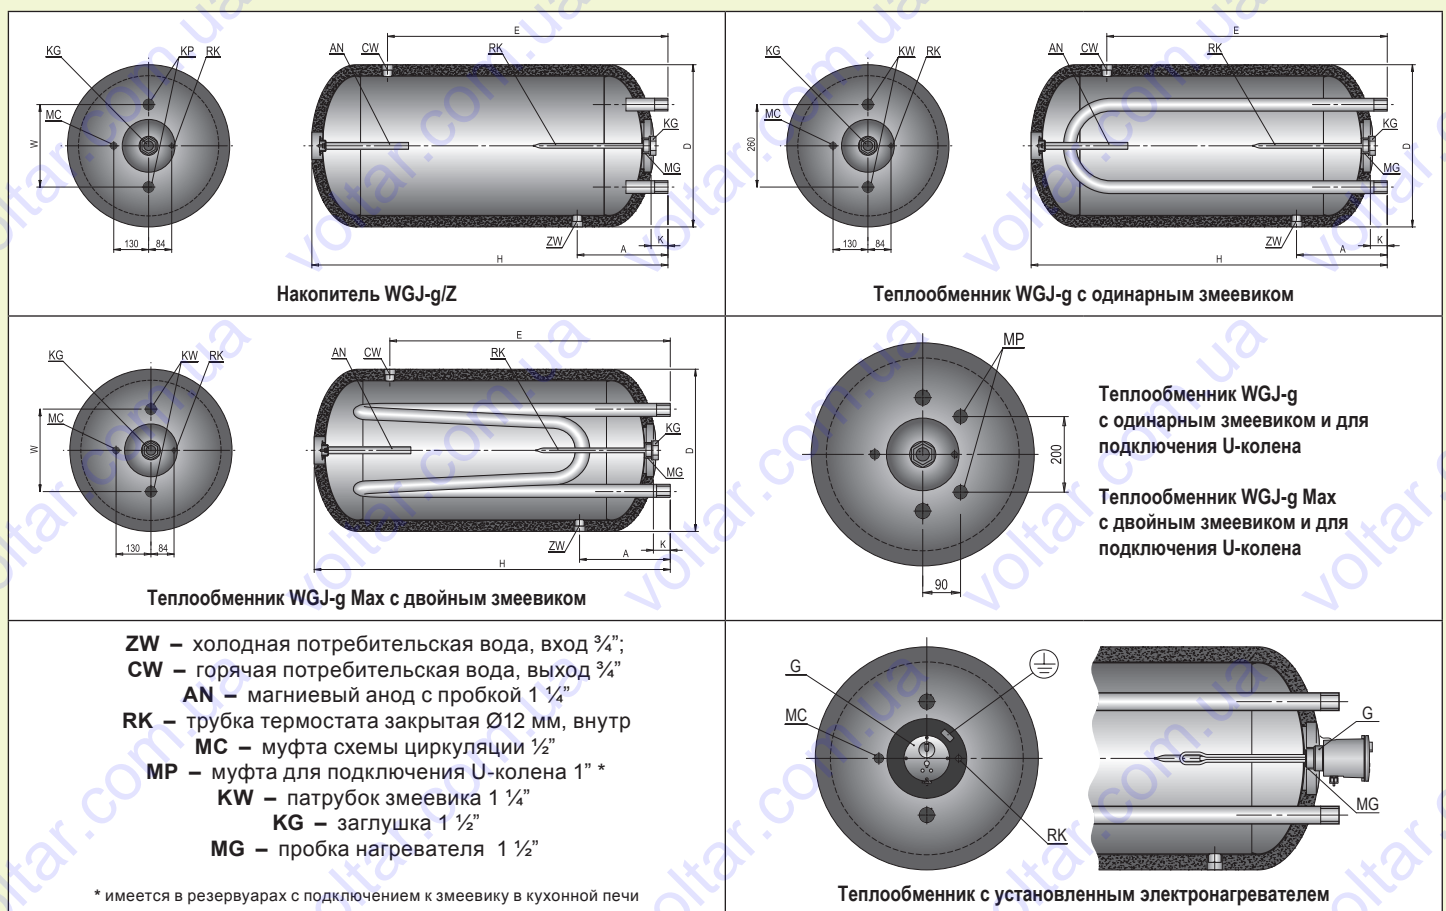 KG
KP
RK
MC
W
130
84
AN
CW
RK
E
KG
MG
D
ZW
A
K
H
Накопитель WGJ-g/Z
KG
KW
RK
MC
260
130
84
AN
CW
RK
E
KG
MG
D
ZW
A
K
H
Теплообменник WGJ-g с одинарным змеевиком
KG
KW
RK
MC
W
130
84
AN
CW
RK
E
KG
MG
D
ZW
A
K
H
Теплообменник WGJ-g Max с двойным змеевиком
MP
200
90
Теплообменник WGJ-g
с одинарным змеевиком и для
подключения U-колена
Теплообменник WGJ-g Max
с двойным змеевиком и для
подключения U-колена
ZW – холодная потребительская вода, вход ¾”;
CW – горячая потребительская вода, выход ¾”
AN – магниевый анод с пробкой 1 ¼”
RK – трубка термостата закрытая Ø12 мм, внутр
MC – муфта схемы циркуляции ½”
MP – муфта для подключения U-колена 1” *
KW – патрубок змеевика 1 ¼”
KG – заглушка 1 ½”
MG – пробка нагревателя 1 ½”
* имеется в резервуарах с подключением к змеевику в кухонной печи
G
MC
RK
G
MG
Теплообменник с установленным электронагревателем
voltar.com.ua